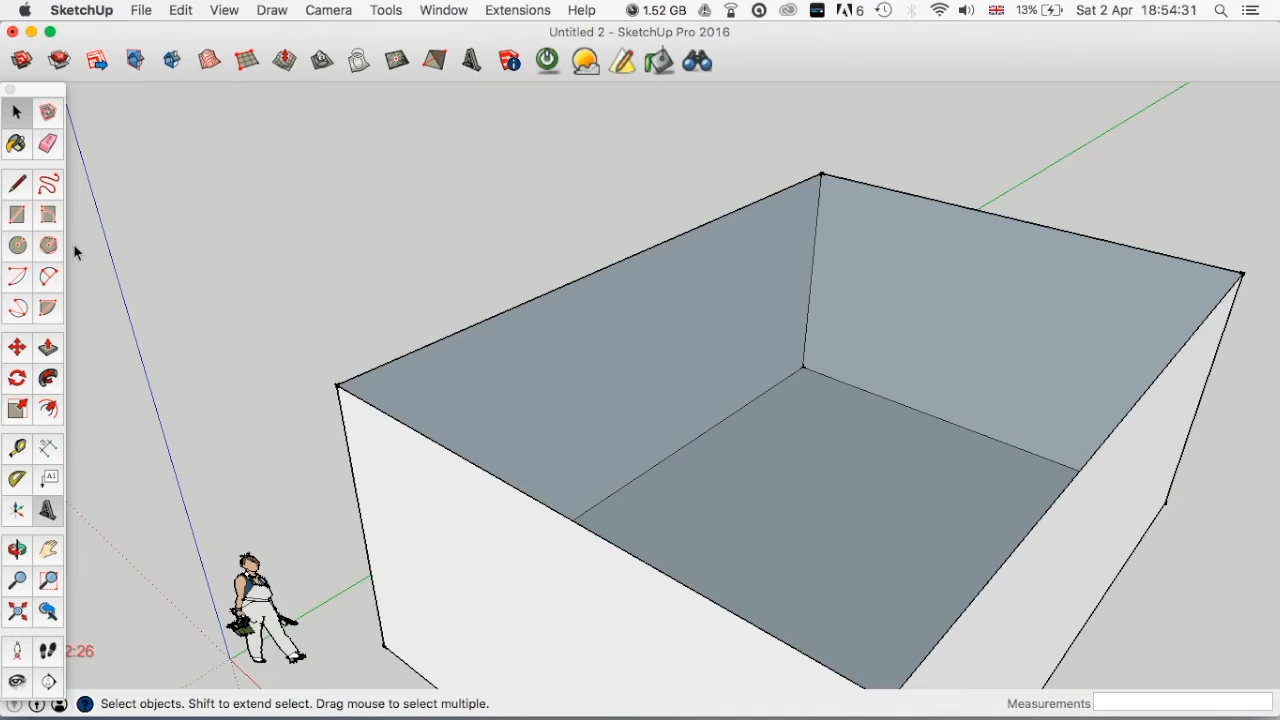 SketchUp File Edit View Draw Camera Tools Window Extensions Help 1.52 GB 6 13% Sat 2 Apr 18:54:31
Untitled 2 - SketchUp Pro 2016
A1
2:26
Select objects. Shift to extend select. Drag mouse to select multiple. Measurements